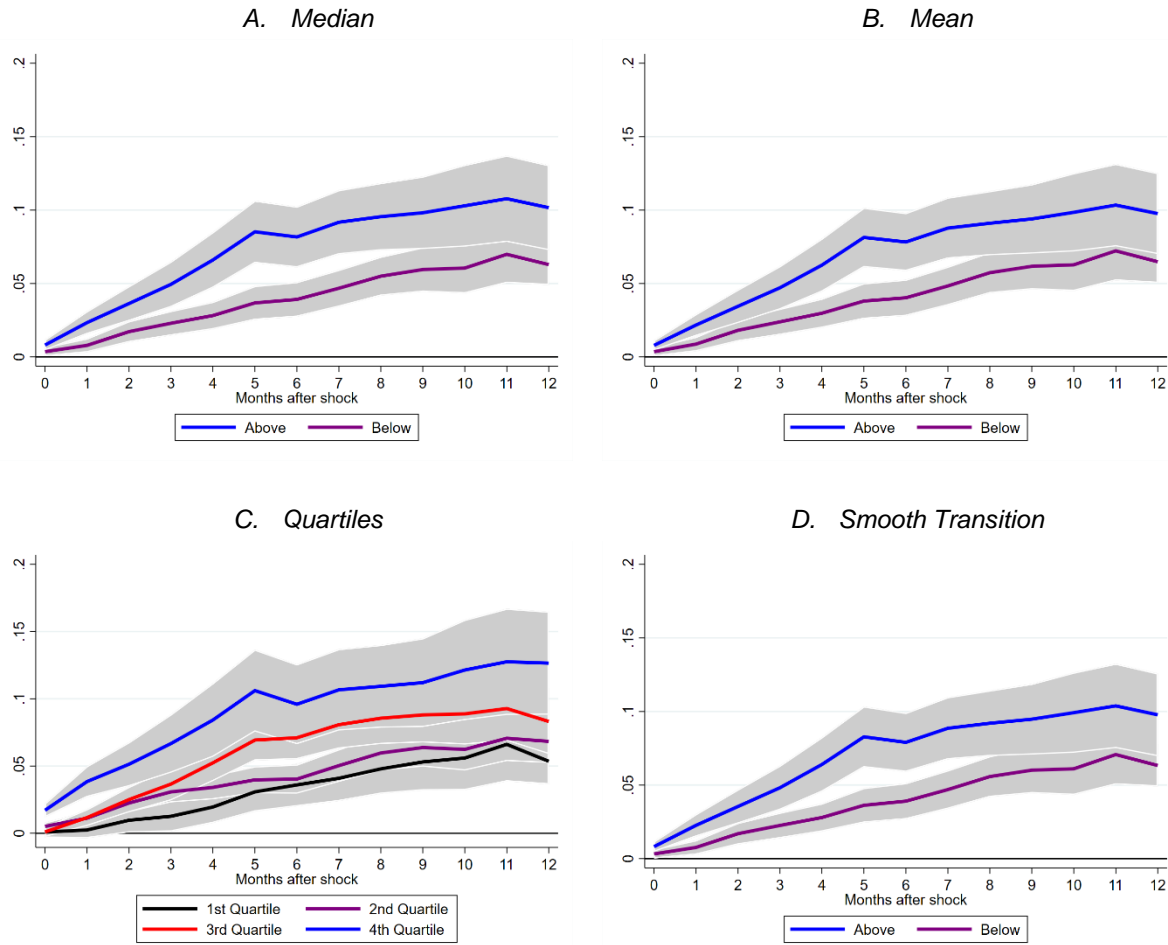 A. Median
.2
.15
.1
.05
0
0 1 2 3 4 5 6 7 8 9 10 11 12
Months after shock
Above Below
B. Mean
.2
.15
.1
.05
0
0 1 2 3 4 5 6 7 8 9 10 11 12
Months after shock
Above Below
C. Quartiles
.2
.15
.1
.05
0
0 1 2 3 4 5 6 7 8 9 10 11 12
Months after shock
1st Quartile 2nd Quartile
3rd Quartile 4th Quartile
D. Smooth Transition
.2
.15
.1
.05
0
0 1 2 3 4 5 6 7 8 9 10 11 12
Months after shock
Above Below